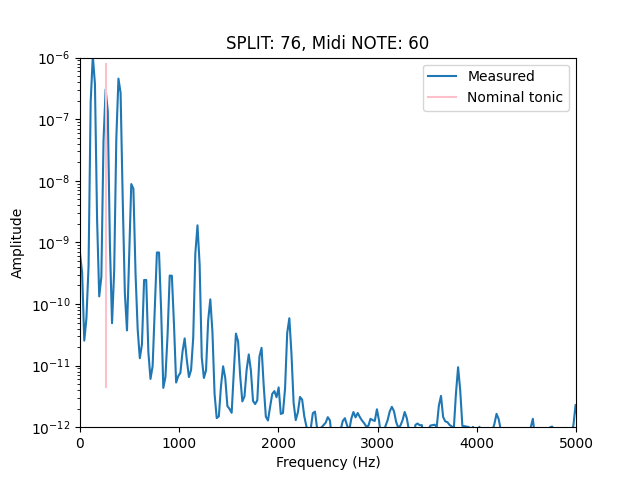 SPLIT: 76, Midi NOTE: 60
Measured
Nominal tonic
Amplitude
10⁻⁶
10⁻⁷
10⁻⁸
10⁻⁹
10⁻¹⁰
10⁻¹¹
10⁻¹²
0 1000 2000 3000 4000 5000
Frequency (Hz)